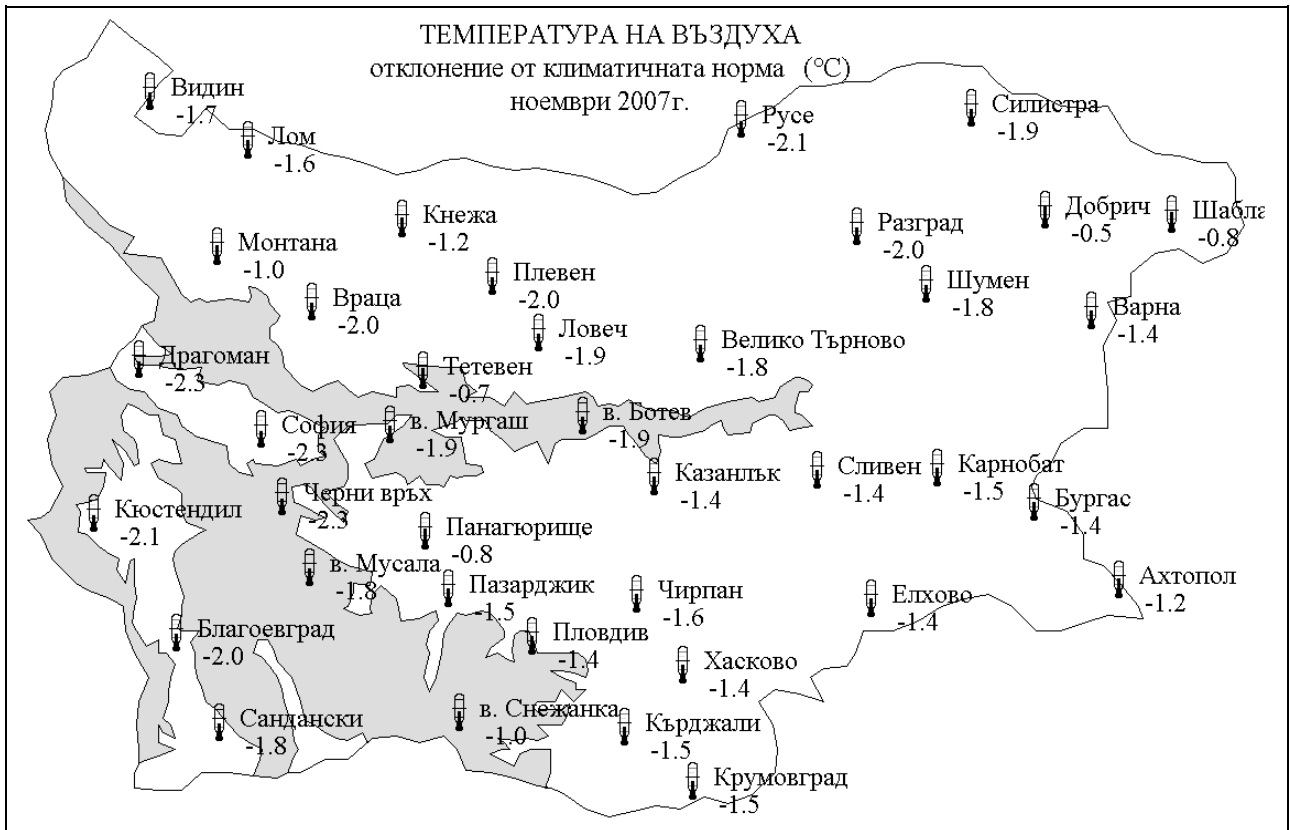 ТЕМПЕРАТУРА НА ВЪЗДУХА
отклонение от климатичната норма (°C)
ноември 2007г.
Видин
-1.7
Лом
-1.6
Русе
-2.1
Силистра
-1.9
Кнежа
-1.2
Монтана
-1.0
Разград
-2.0
Добрич
-0.5
Шабла
-0.8
Плевен
-2.0
Враца
-2.0
Шумен
-1.8
Варна
-1.4
Ловеч
-1.9
Велико Търново
-1.8
Драгоман
-2.3
Тетевен
-0.7
София
-2.3
в. Мургаш
-1.9
в. Ботев
-1.9
Казанлък
-1.4
Сливен
-1.4
Карнобат
-1.5
Бургас
-1.4
Черни връх
-2.3
Кюстендил
-2.1
Панагюрище
-0.8
в. Мусала
-1.8
Пазарджик
-1.5
Чирпан
-1.6
Елхово
-1.4
Ахтопол
-1.2
Благоевград
-2.0
Пловдив
-1.4
Хасково
-1.4
Сандански
-1.8
в. Снежанка
-1.0
Кърджали
-1.5
Крумовград
-1.5